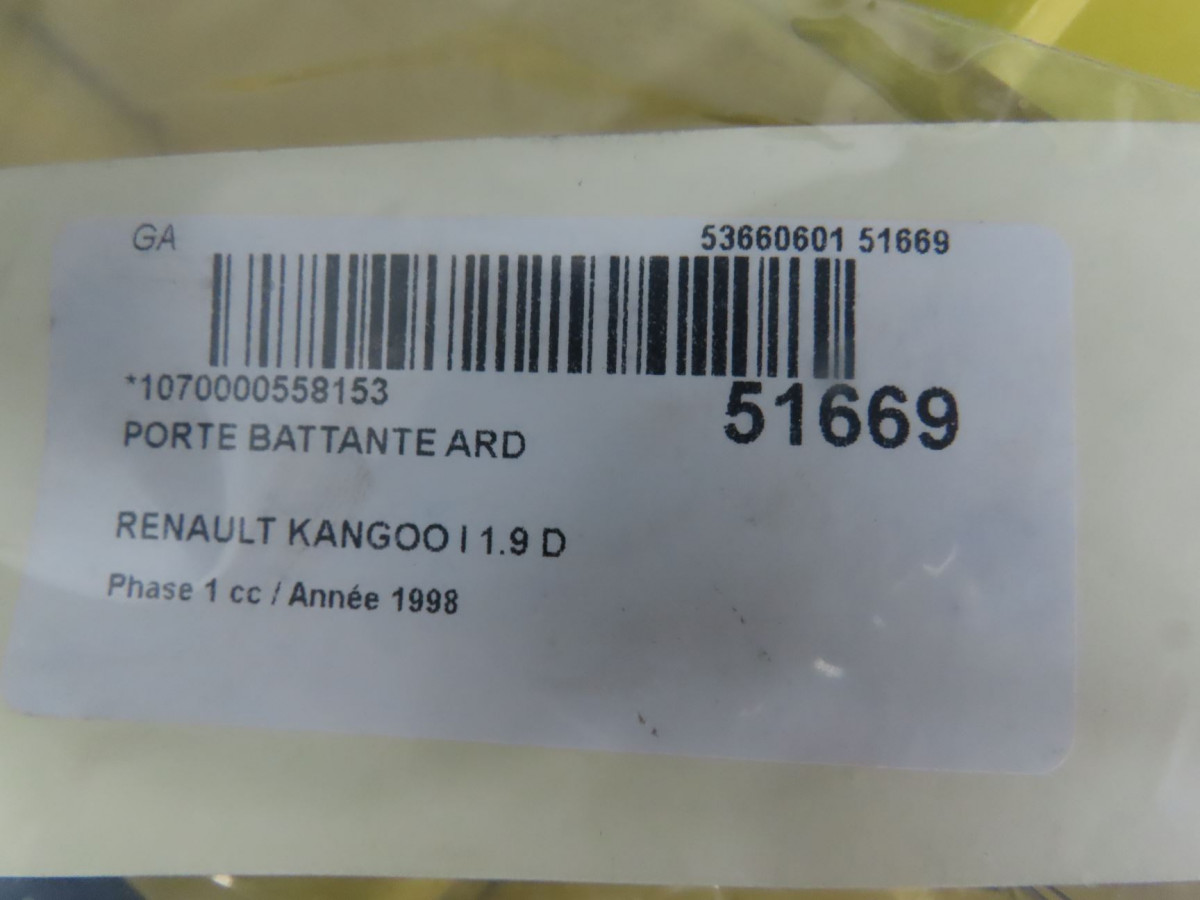 GA 53660601 51669
*1070000558153 51669
PORTE BATTANTE ARD
RENAULT KANGOO I 1.9 D
Phase 1 cc / Année 1998